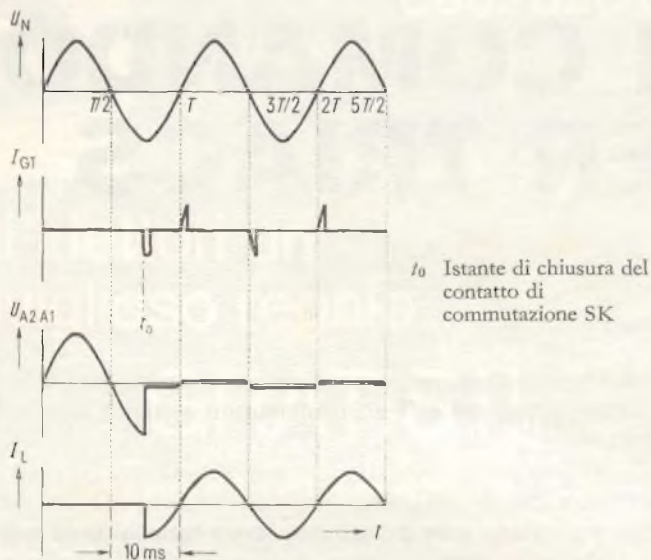 U_N
T/2 T 3T/2 2T 5T/2
I_GT
t_0
t_0 Istante di chiusura del
contatto di
commutazione SK
U_A2 A1
I_L
t
10 ms